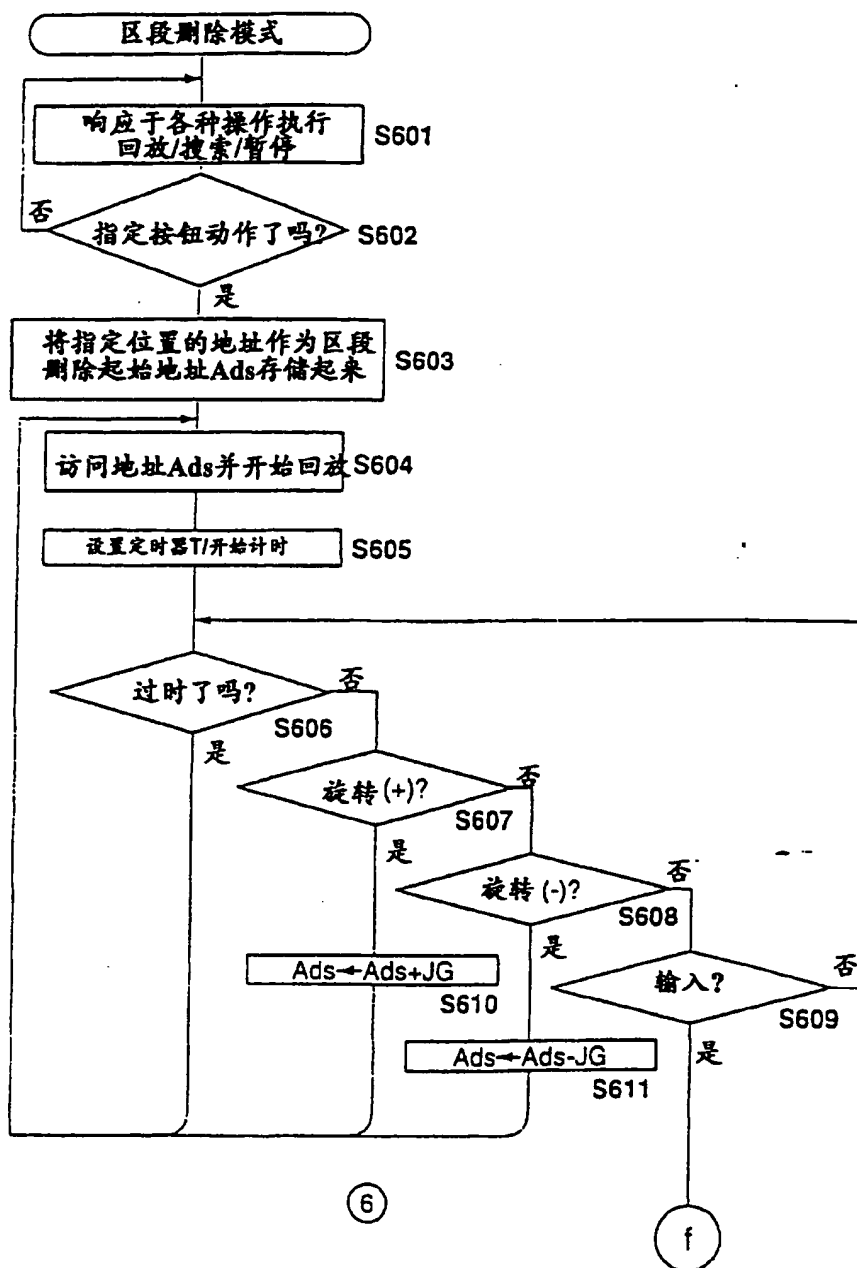 区段删除模式
响应于各种操作执行
回放/搜索/暂停
S601
否
指定按钮动作了吗?
S602
是
将指定位置的地址作为区段
删除起始地址Ads存储起来
S603
访问地址Ads并开始回放
S604
设置定时器T/开始计时
S605
过时了吗?
否
S606
是
旋转(+)?
否
S607
是
旋转(-)?
否
S608
是
Ads←Ads+JG
S610
输入?
否
S609
是
Ads←Ads-JG
S611
6
f